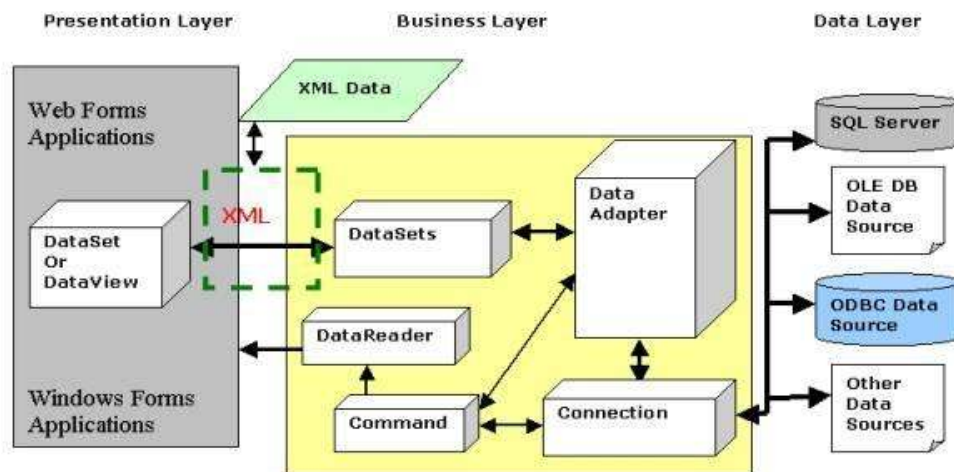 Presentation Layer
Business Layer
Data Layer
XML Data
Web Forms
Applications
XML
DataSet
Or
DataView
Windows Forms
Applications
DataSets
Data
Adapter
DataReader
Command
Connection
SQL Server
OLE DB
Data
Source
ODBC Data
Source
Other
Data
Sources